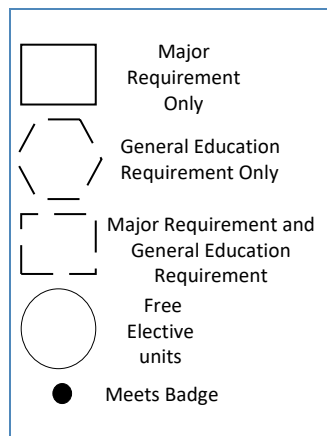 Major
Requirement
Only
General Education
Requirement Only
Major Requirement and
General Education
Requirement
Free
Elective
units
Meets Badge